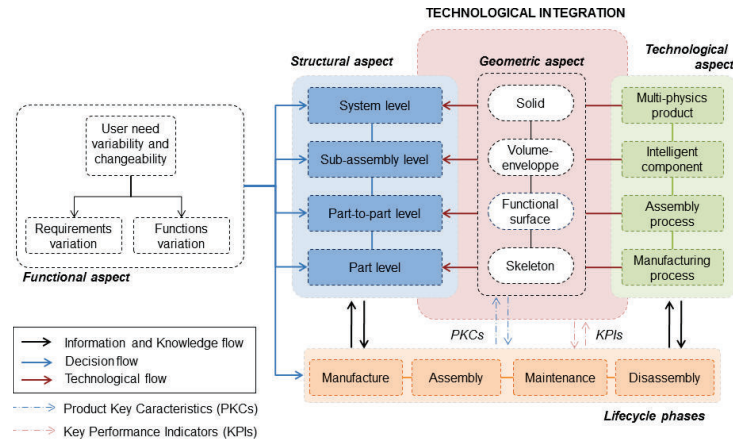 TECHNOLOGICAL INTEGRATION
Structural aspect
Geometric aspect
Technological
aspect
User need
variability and
changeability
Requirements
variation
Functions
variation
Functional aspect
System level
Solid
Multi-physics
product
Sub-assembly level
Volume-
enveloppe
Intelligent
component
Part-to-part level
Functional
surface
Assembly
process
Part level
Skeleton
Manufacturing
process
PKCs
KPIs
Information and Knowledge flow
Decision flow
Technological flow
Product Key Caracteristics (PKCs)
Key Performance Indicators (KPIs)
Manufacture
Assembly
Maintenance
Disassembly
Lifecycle phases